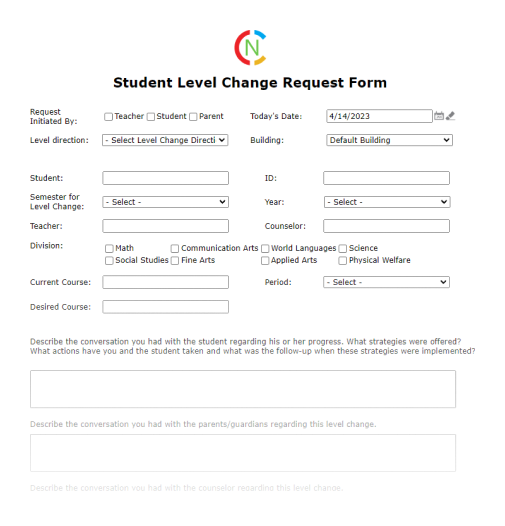 N
Student Level Change Request Form
Request Initiated By: Teacher Student Parent Today's Date: 4/14/2023
Level direction: - Select Level Change Directi Building: Default Building
Student: ID:
Semester for Level Change: - Select - Year: - Select -
Teacher: Counselor:
Division: Math Communication Arts World Languages Science
Social Studies Fine Arts Applied Arts Physical Welfare
Current Course: Period: - Select -
Desired Course:
Describe the conversation you had with the student regarding his or her progress. What strategies were offered?
What actions have you and the student taken and what was the follow-up when these strategies were implemented?
Describe the conversation you had with the parents/guardians regarding this level change.
Describe the conversation you had with the counselor regarding this level change.